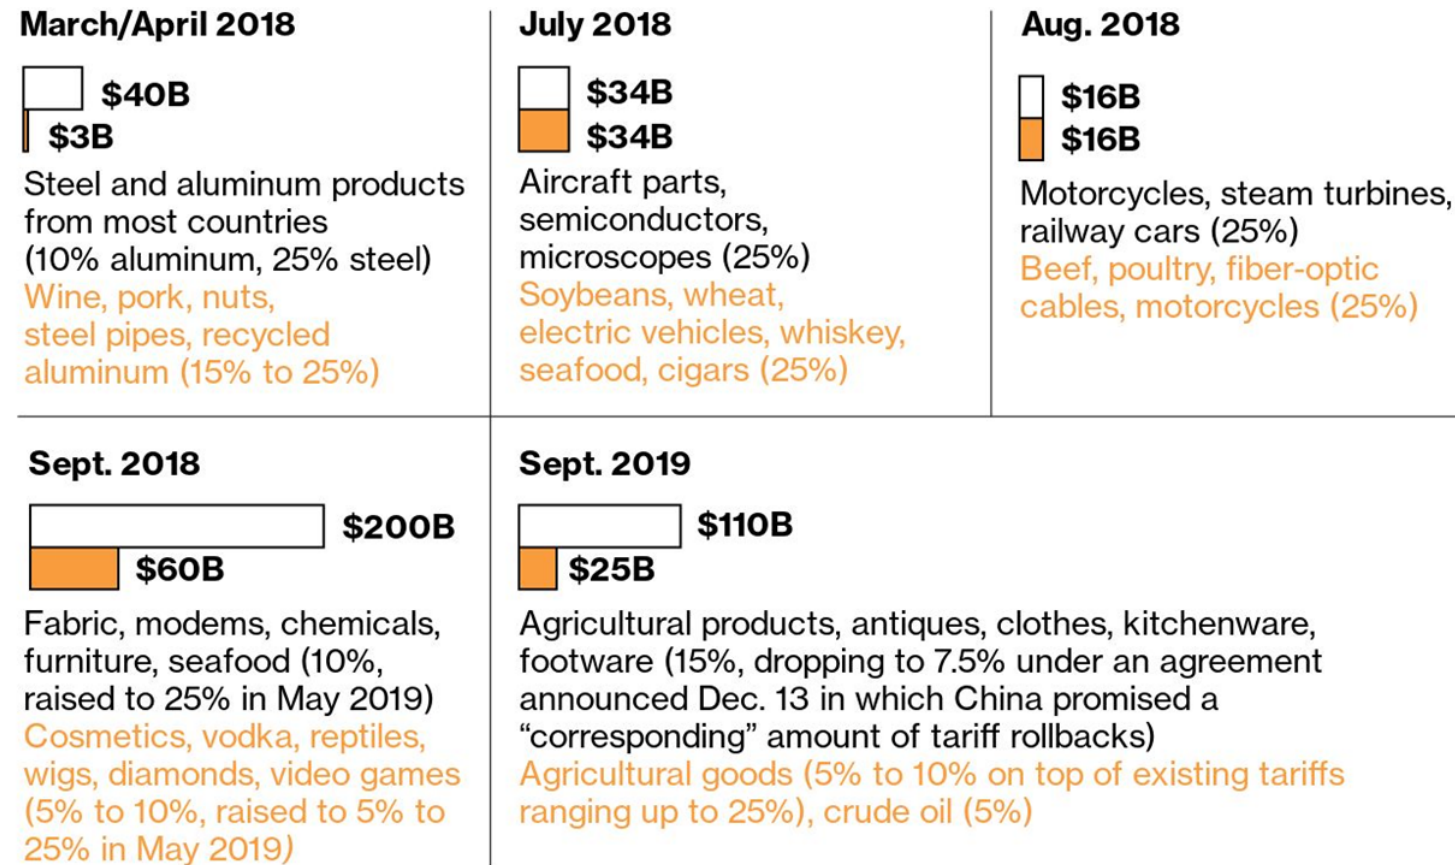 March/April 2018
$40B
$3B
Steel and aluminum products
from most countries
(10% aluminum, 25% steel)
Wine, pork, nuts,
steel pipes, recycled
aluminum (15% to 25%)
July 2018
$34B
$34B
Aircraft parts,
semiconductors,
microscopes (25%)
Soybeans, wheat,
electric vehicles, whiskey,
seafood, cigars (25%)
Aug. 2018
$16B
$16B
Motorcycles, steam turbines,
railway cars (25%)
Beef, poultry, fiber-optic
cables, motorcycles (25%)
Sept. 2018
$200B
$60B
Fabric, modems, chemicals,
furniture, seafood (10%,
raised to 25% in May 2019)
Cosmetics, vodka, reptiles,
wigs, diamonds, video games
(5% to 10%, raised to 5% to
25% in May 2019)
Sept. 2019
$110B
$25B
Agricultural products, antiques, clothes, kitchenware,
footware (15%, dropping to 7.5% under an agreement
announced Dec. 13 in which China promised a
“corresponding” amount of tariff rollbacks)
Agricultural goods (5% to 10% on top of existing tariffs
ranging up to 25%), crude oil (5%)